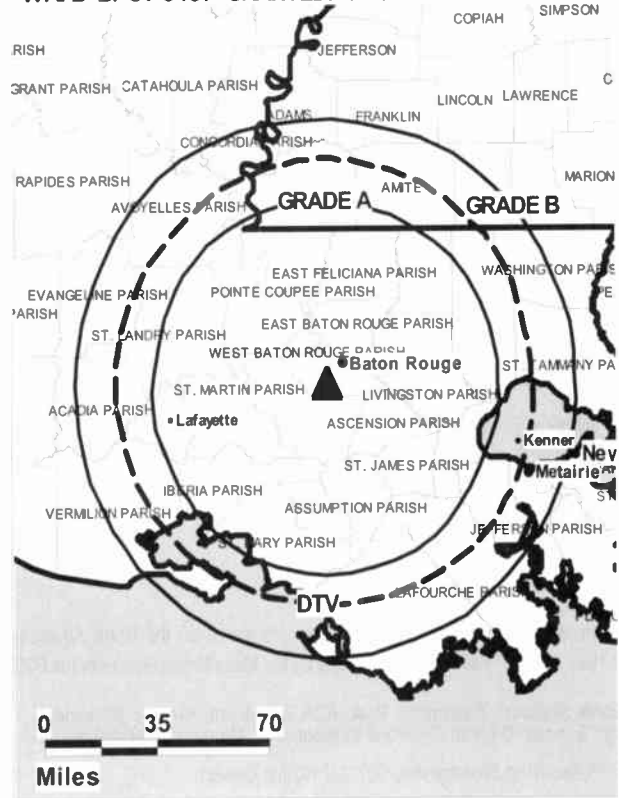 COPIAH
SIMPSON
JEFFERSON
GRANT PARISH
CATAHOULA PARISH
LINCOLN
LAWRENCE
ADAMS
FRANKLIN
CONCORDIA PARISH
RAPIDES PARISH
AMITE
MARION
AVOYELLES PARISH
GRADE A
GRADE B
EAST FELICIANA PARISH
WASHINGTON PARIS
POINTE COUPEE PARISH
EVANGELINE PARISH
PARISH
EAST BATON ROUGE PARISH
ST. LANDRY PARISH
WEST BATON ROUGE PARISH
Baton Rouge
ST. TAMMANY PA
ST. MARTIN PARISH
LIVINGSTON PARISH
ACADIA PARISH
Lafayette
ASCENSION PARISH
Kenner
New
ST. JAMES PARISH
Metairie
IBERIA PARISH
VERMILION PARISH
ASSUMPTION PARISH
JEFFERSON PARISH
ST. MARY PARISH
DTV
LAFOURCHE PARISH
0 35 70
Miles